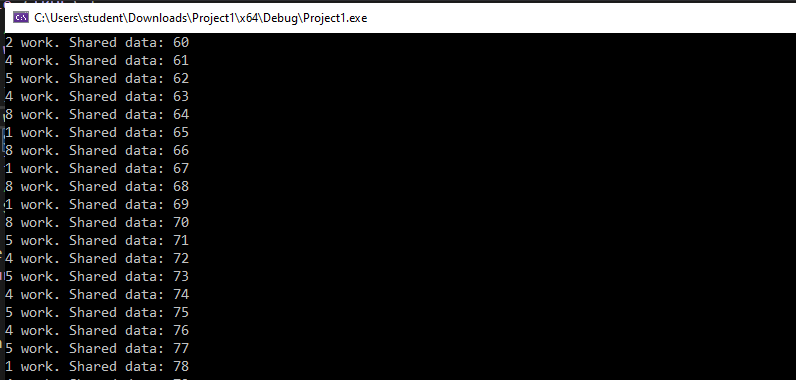 C:\Users\student\Downloads\Project1\x64\Debug\Project1.exe
2 work. Shared data: 60
4 work. Shared data: 61
5 work. Shared data: 62
4 work. Shared data: 63
8 work. Shared data: 64
1 work. Shared data: 65
8 work. Shared data: 66
1 work. Shared data: 67
8 work. Shared data: 68
1 work. Shared data: 69
8 work. Shared data: 70
5 work. Shared data: 71
4 work. Shared data: 72
5 work. Shared data: 73
4 work. Shared data: 74
5 work. Shared data: 75
4 work. Shared data: 76
5 work. Shared data: 77
1 work. Shared data: 78